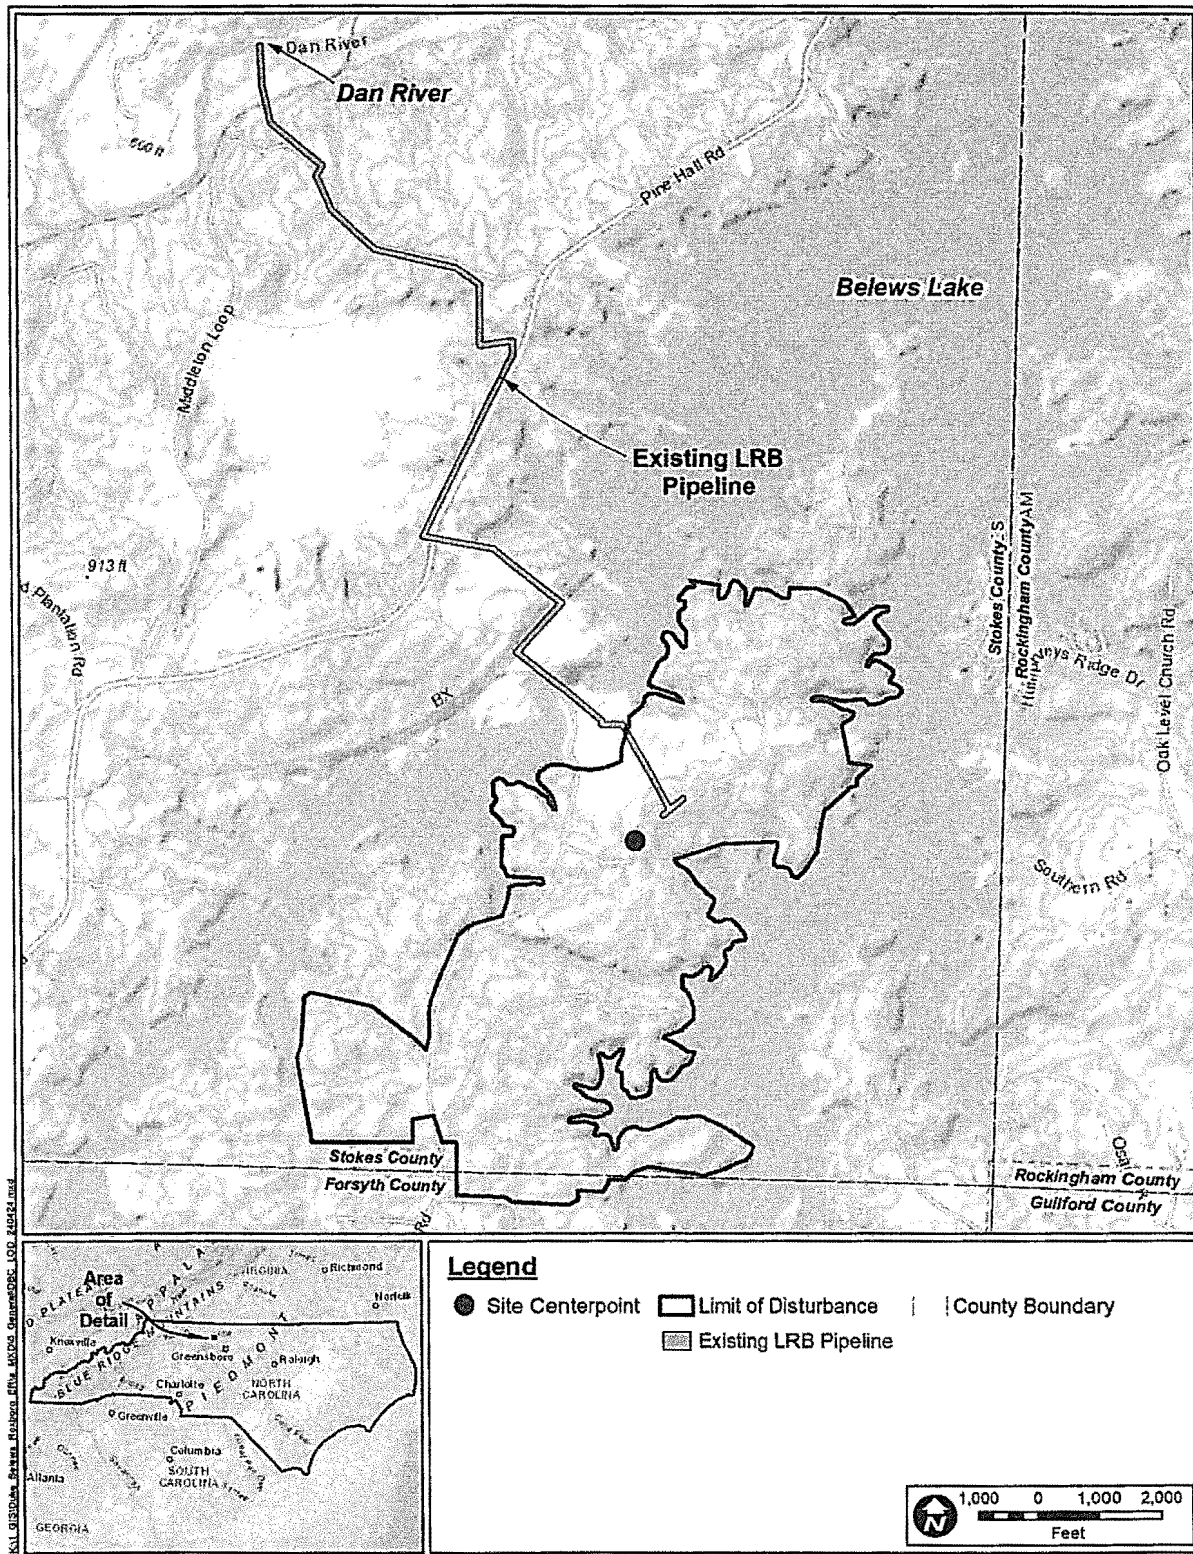 Dan River
Dan River
600 ft
Pine Hall Rd
Middleton Loop
Belews Lake
Existing LRB
Pipeline
913 ft
Plantation Rd
BX
Stokes County
Rockingham County
Ridge Dr
Oak Level Church Rd
Southern Rd
Stokes County
Forsyth County
Rd
Rockingham County
Guilford County
Area
of
Detail
VIRGINIA
Richmond
Norfolk
Knoxville
BLUE RIDGE MOUNTAINS
PIEDMONT
Greensboro
Raleigh
Charlotte
NORTH
CAROLINA
Greenville
Columbia
SOUTH
CAROLINA
Atlanta
GEORGIA
Legend
Site Centerpoint
Limit of Disturbance
County Boundary
Existing LRB Pipeline
N
1,000 0 1,000 2,000
Feet